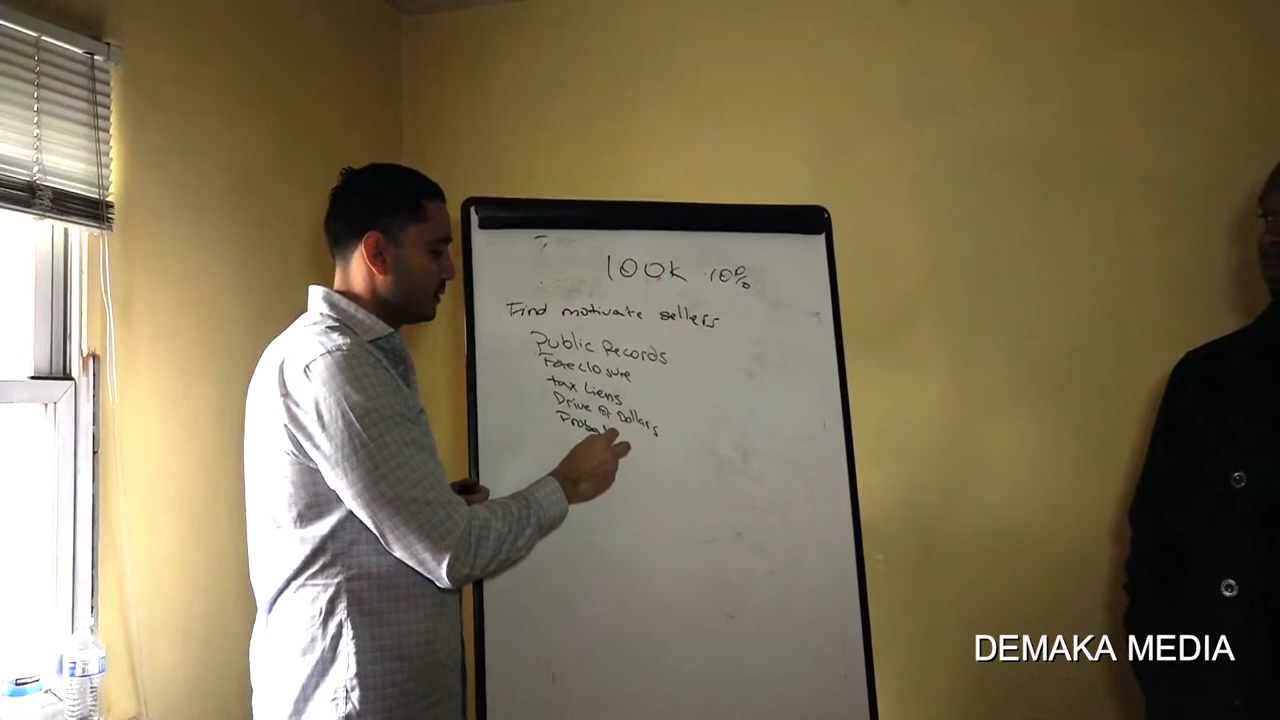 100K 10%
Find motivate sellers
Public Records
Foreclosure
tax Liens
Drive Dollars
DEMAKA MEDIA